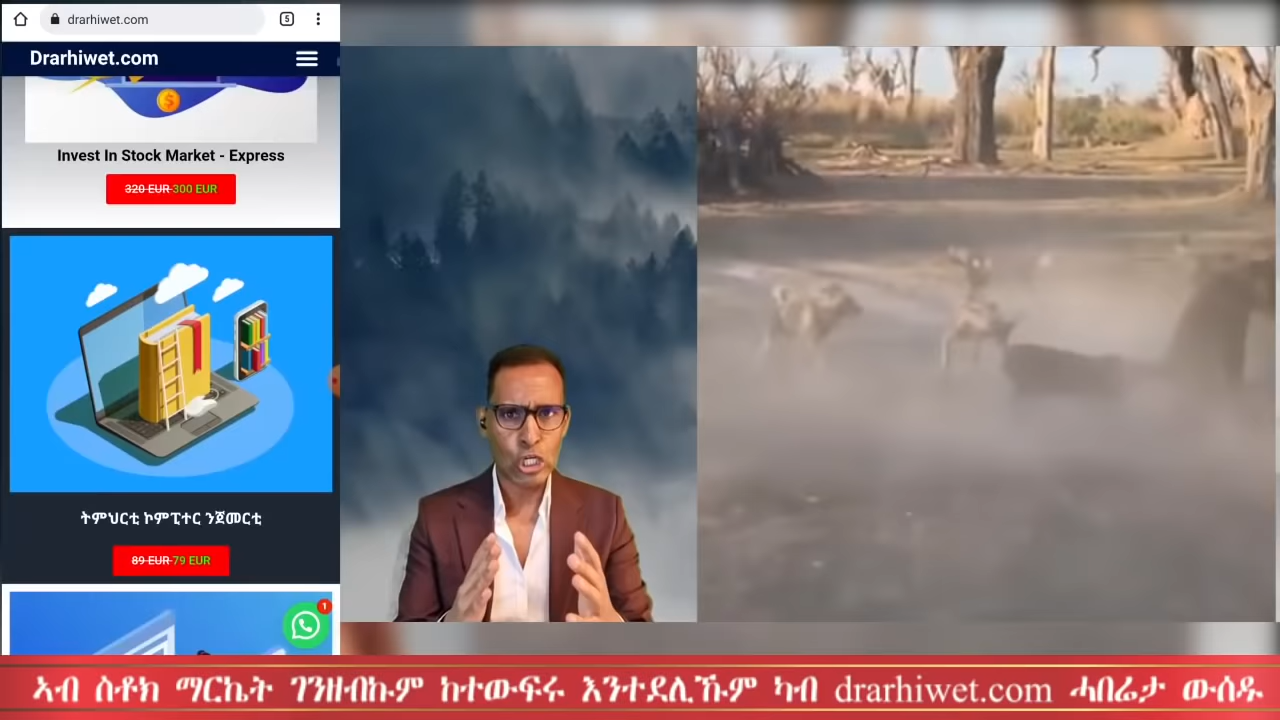 drarhiwet.com
5
Drarhiwet.com
Invest In Stock Market - Express
320 EUR 300 EUR
ትምህርቲ ኮምፒተር ንጀመርቲ
89 EUR 79 EUR
1
ኣብ ስቶክ ማርኬት ገንዘብኩም ከተውፍሩ እንተደሊኹም ካብ drarhiwet.com ሓበሬታ ውሰዱ